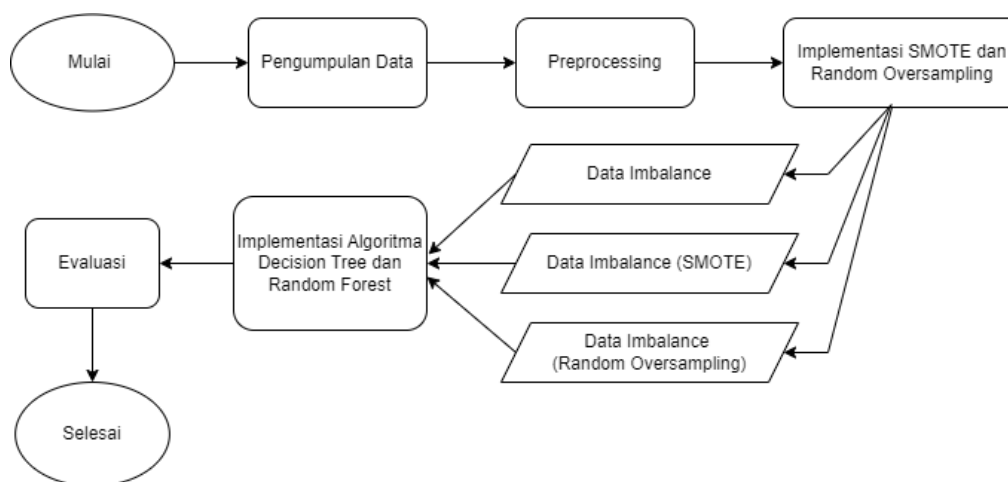 Mulai
Pengumpulan Data
Preprocessing
Implementasi SMOTE dan
Random Oversampling
Data Imbalance
Data Imbalance (SMOTE)
Data Imbalance
(Random Oversampling)
Implementasi Algoritma
Decision Tree dan
Random Forest
Evaluasi
Selesai